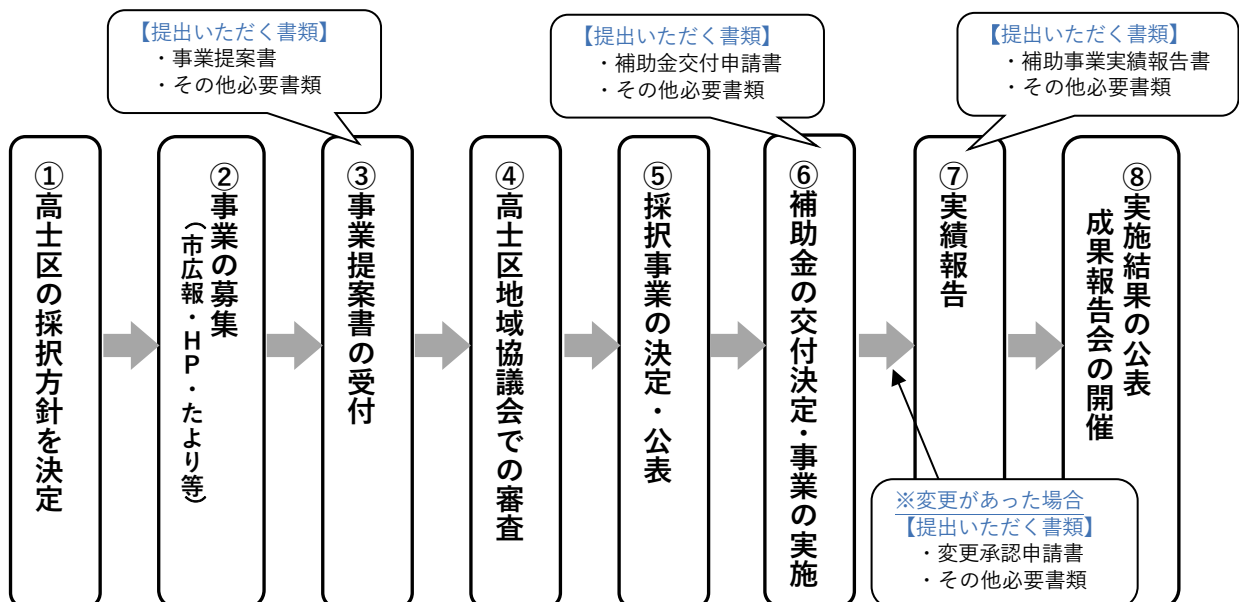 【提出いただく書類】
・事業提案書
・その他必要書類
【提出いただく書類】
・補助金交付申請書
・その他必要書類
【提出いただく書類】
・補助事業実績報告書
・その他必要書類
①高士区の採択方針を決定
②事業の募集
（市広報・HP・たより等）
③事業提案書の受付
④高士区地域協議会での審査
⑤採択事業の決定・公表
⑥補助金の交付決定・事業の実施
⑦実績報告
⑧実施結果の公表
成果報告会の開催
※変更があった場合
【提出いただく書類】
・変更承認申請書
・その他必要書類